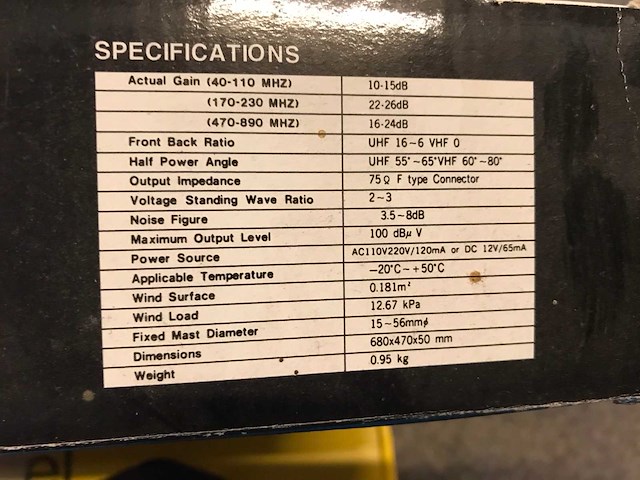 SPECIFICATIONS
Actual Gain (40-110 MHZ) 10-15dB
(170-230 MHZ) 22-26dB
(470-890 MHZ) 16-24dB
Front Back Ratio UHF 16~6 VHF 0
Half Power Angle UHF 55°~65°VHF 60°~80°
Output Impedance 75Ω F type Connector
Voltage Standing Wave Ratio 2~3
Noise Figure 3.5~8dB
Maximum Output Level 100 dBμ V
Power Source AC110V220V/120mA or DC 12V/65mA
Applicable Temperature −20°C~+50°C
Wind Surface 0.181m²
Wind Load 12.67 kPa
Fixed Mast Diameter 15~56mmφ
Dimensions 680x470x50 mm
Weight 0.95 kg
el